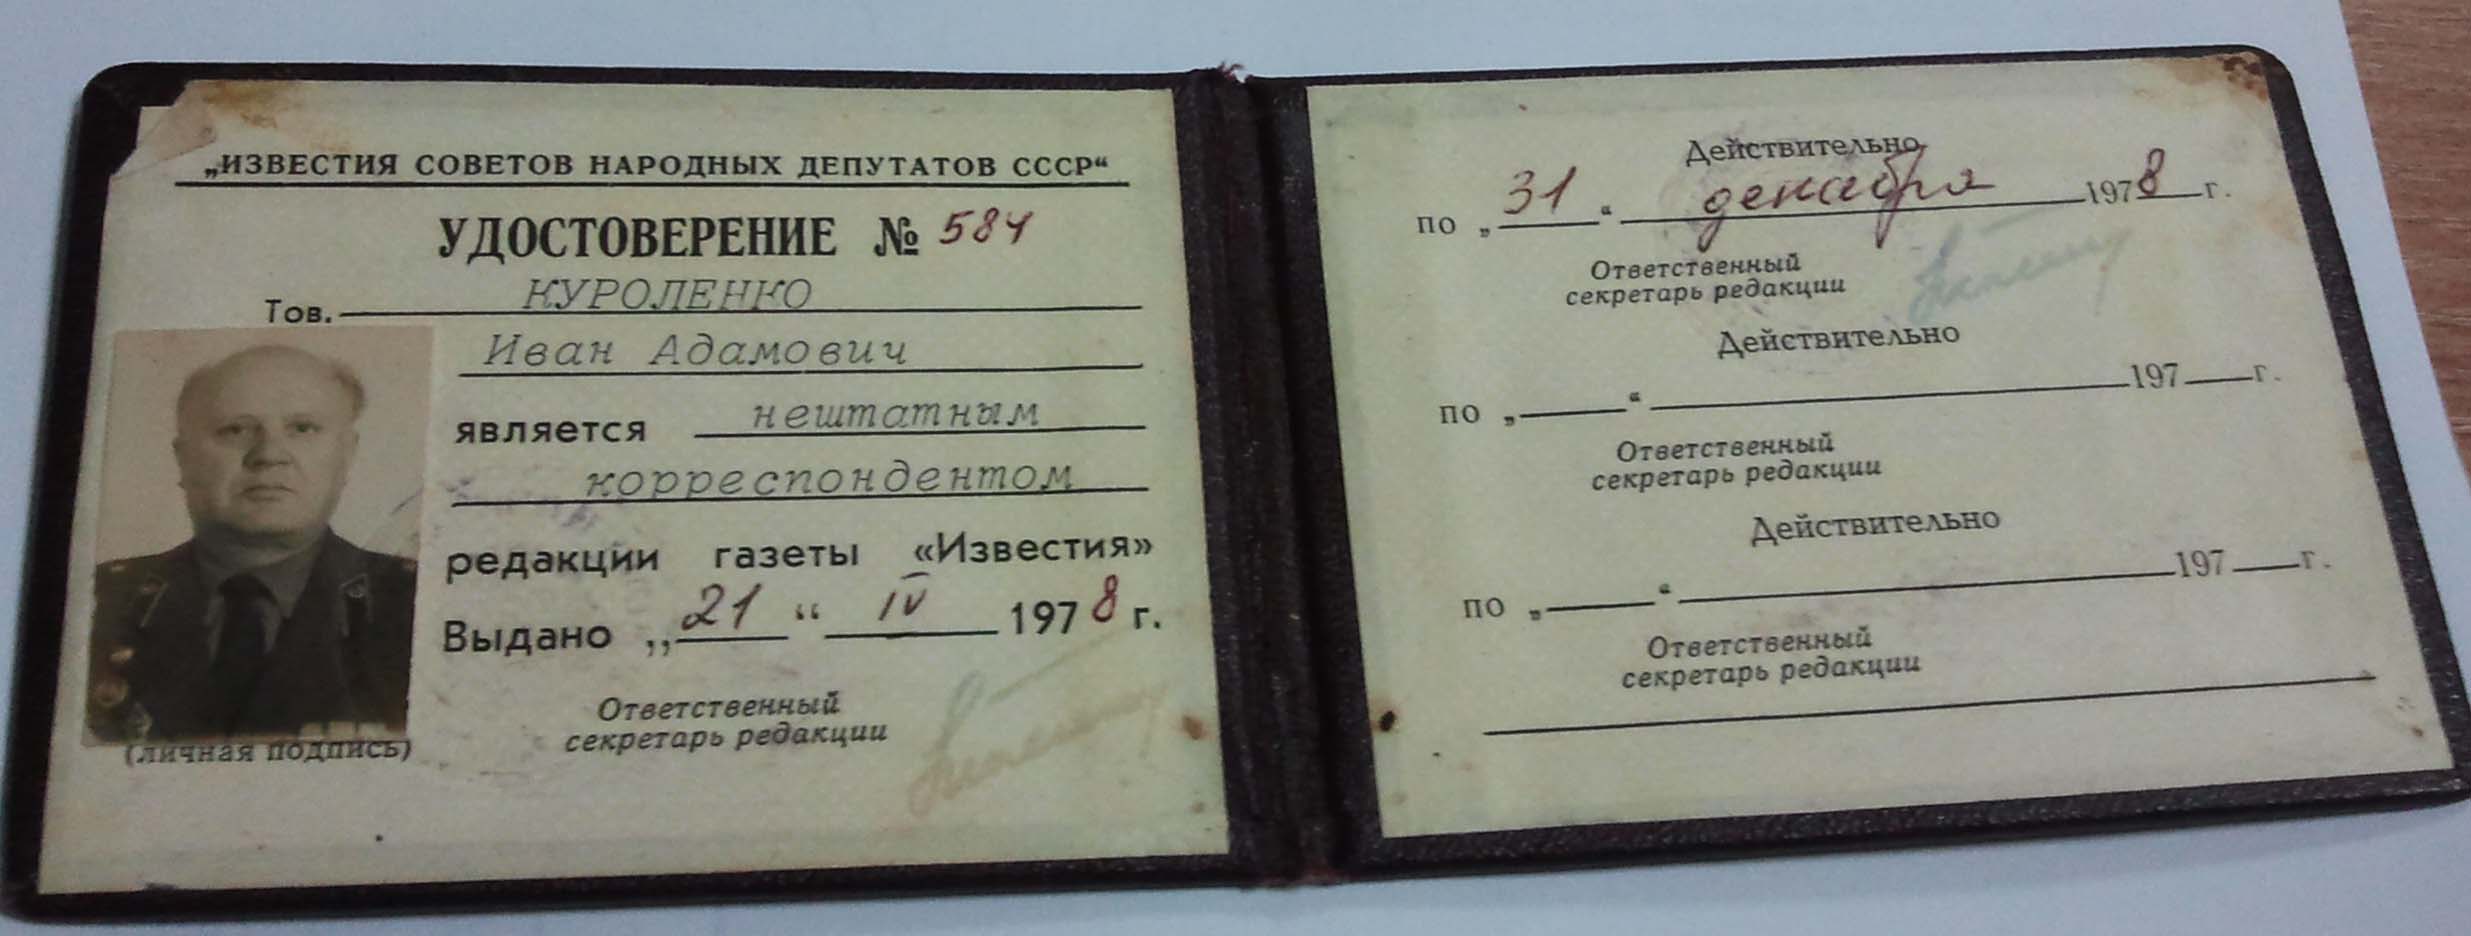 „ИЗВЕСТИЯ СОВЕТОВ НАРОДНЫХ ДЕПУТАТОВ СССР“
УДОСТОВЕРЕНИЕ № 584
Тов. КУРОЛЕНКО
Иван Адамович
является нештатным
корреспондентом
редакции газеты «Известия»
Выдано „21“ IV 1978 г.
Ответственный
секретарь редакции
(личная подпись)
Действительно
по „31“ декабря 1978 г.
Ответственный
секретарь редакции
Действительно
по „ “ 197 г.
Ответственный
секретарь редакции
Действительно
по „ “ 197 г.
Ответственный
секретарь редакции